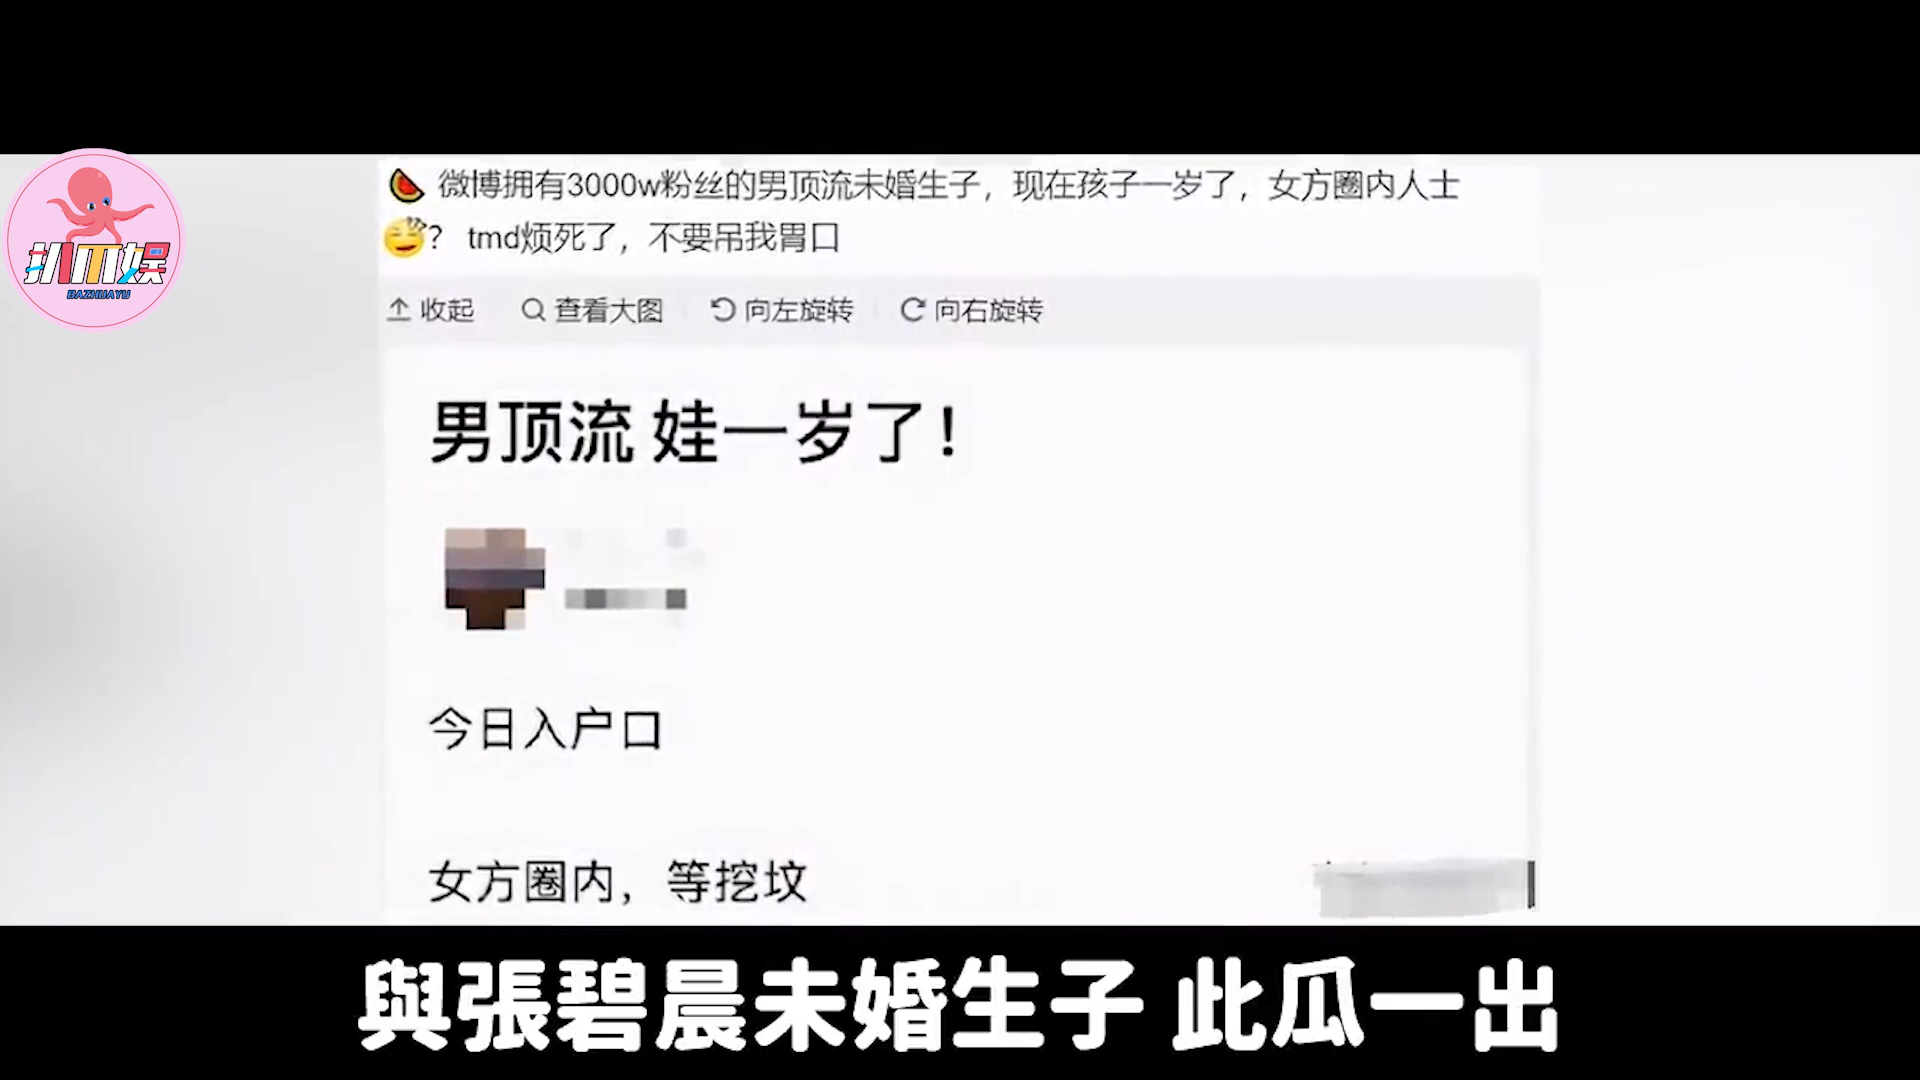 微博拥有3000w粉丝的男顶流未婚生子，现在孩子一岁了，女方圈内人士
？ tmd烦死了，不要吊我胃口
收起 查看大图 向左旋转 向右旋转
扒爪娱
BAZHUAYU
男顶流 娃一岁了！
今日入户口
女方圈内，等挖坟
與張碧晨未婚生子 此瓜一出